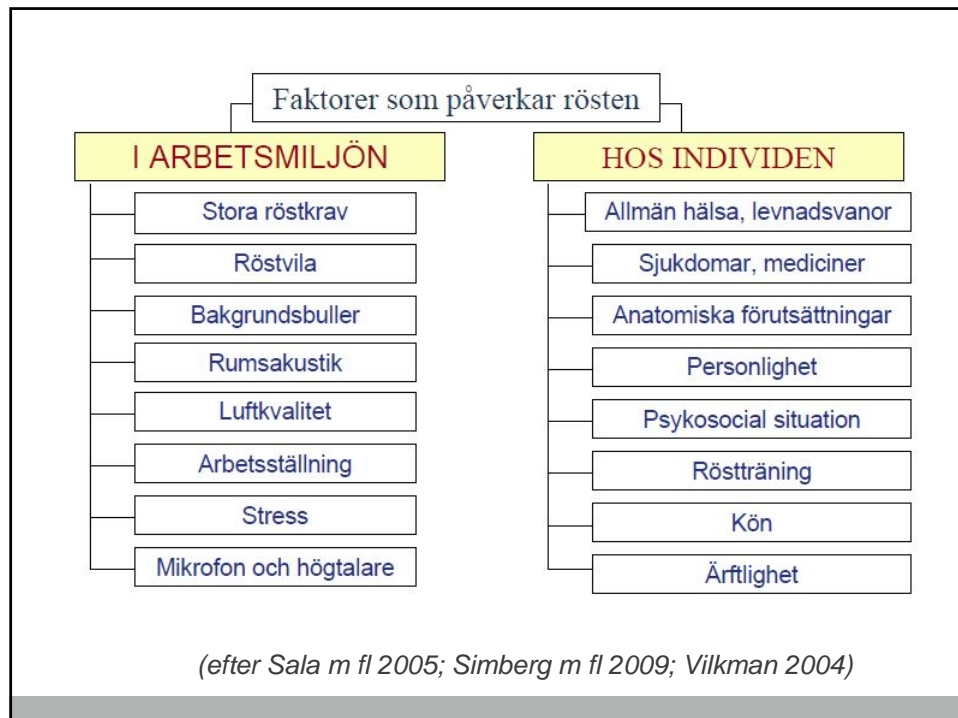 Faktorer som påverkar rösten
I ARBETSMILJÖN
Stora röstkrav
Röstvila
Bakgrundsbuller
Rumsakustik
Luftkvalitet
Arbetsställning
Stress
Mikrofon och högtalare
HOS INDIVIDEN
Allmän hälsa, levnadsvanor
Sjukdomar, mediciner
Anatomiska förutsättningar
Personlighet
Psykosocial situation
Röstträning
Kön
Ärftlighet
(efter Sala m fl 2005; Simberg m fl 2009; Vilkman 2004)